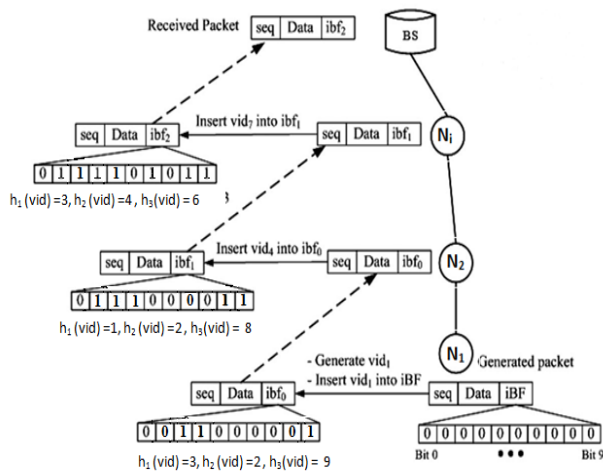 Received Packet
seq Data ibf₂
BS
Insert vid₇ into ibf₁
seq Data ibf₂
seq Data ibf₁
Nᵢ
0 1 1 1 1 0 1 0 1 1
h₁ (vid) =3, h₂ (vid) =4 , h₃(vid) = 6
Insert vid₄ into ibf₀
seq Data ibf₁
seq Data ibf₀
N₂
0 1 1 1 0 0 0 0 1 1
h₁ (vid) =1, h₂ (vid) =2, h₃(vid) = 8
N₁
- Generate vid₁
- Insert vid₁ into iBF
Generated packet
seq Data ibf₀
seq Data iBF
0 0 1 1 0 0 0 0 0 1
0 0 0 0 0 0 0 0 0 0
Bit 0 ••• Bit 9
h₁ (vid) =3, h₂ (vid) =2, h₃(vid) = 9